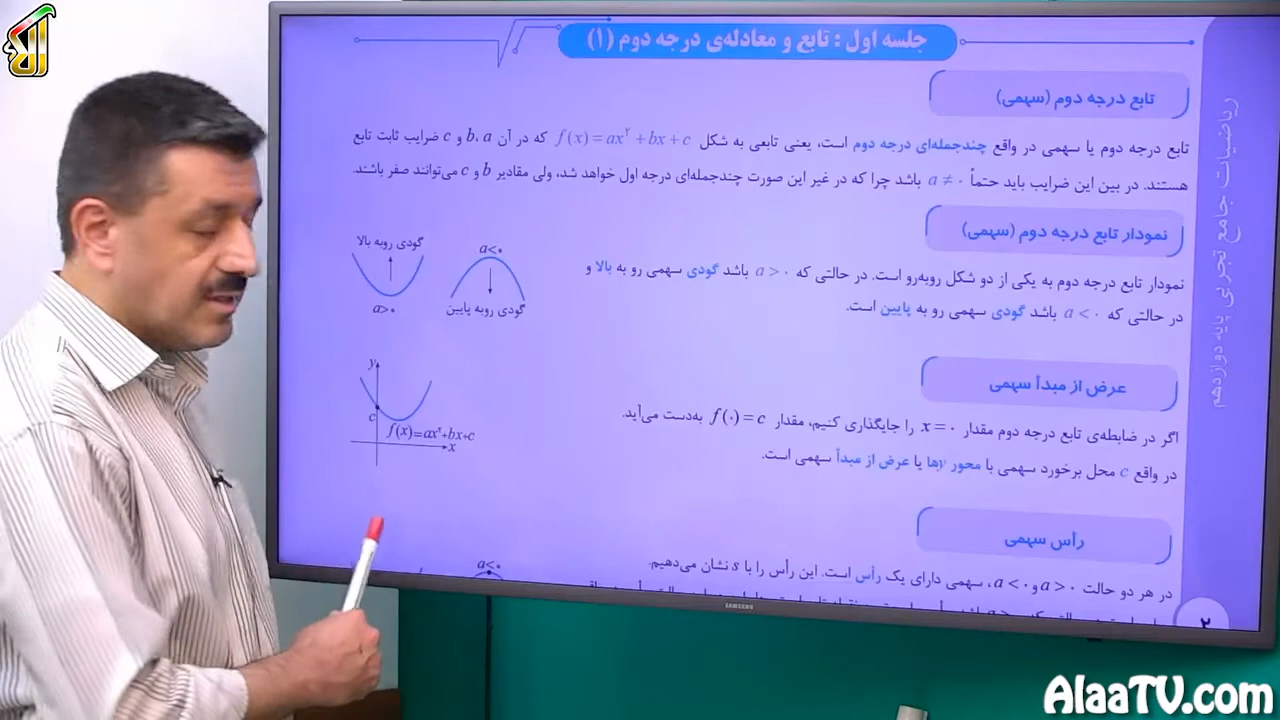 آلاء
جلسه اول : تابع و معادله‌ی درجه دوم (۱)
تابع درجه دوم (سهمی)
تابع درجه دوم یا سهمی در واقع چندجمله‌ای درجه دوم است، یعنی تابعی به شکل f(x)=ax²+bx+c که در آن a، b و c ضرایب ثابت تابع
هستند. در بین این ضرایب باید حتماً a≠۰ باشد چرا که در غیر این صورت چندجمله‌ای درجه اول خواهد شد، ولی مقادیر b و c می‌توانند صفر باشند.
نمودار تابع درجه دوم (سهمی)
نمودار تابع درجه دوم به یکی از دو شکل روبه‌رو است. در حالتی که a>۰ باشد گودی سهمی رو به بالا و
در حالتی که a<۰ باشد گودی سهمی رو به پایین است.
گودی روبه بالا
a>۰
a<۰
گودی روبه پایین
عرض از مبدأ سهمی
اگر در ضابطه‌ی تابع درجه دوم مقدار x=۰ را جایگذاری کنیم، مقدار f(۰)=c به‌دست می‌آید.
در واقع c محل برخورد سهمی با محور yها یا عرض از مبدأ سهمی است.
y
c
f(x)=ax²+bx+c
x
رأس سهمی
در هر دو حالت a>۰ و a<۰، سهمی دارای یک رأس است. این رأس را با s نشان می‌دهیم.
a<۰
۲
ریاضیات جامع تجربی پایه دوازدهم
SAMSUNG
AlaaTV.com